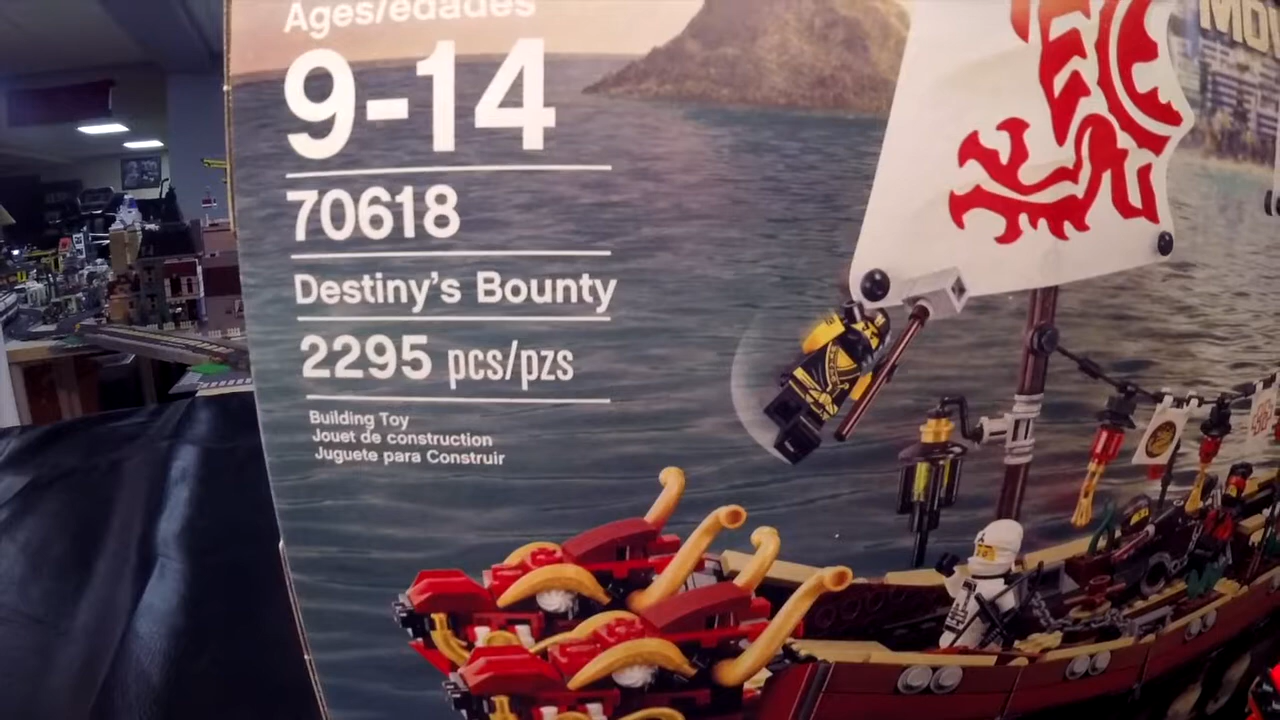 Ages/edades
9-14
70618
Destiny's Bounty
2295 pcs/pzs
Building Toy
Jouet de construction
Juguete para Construir